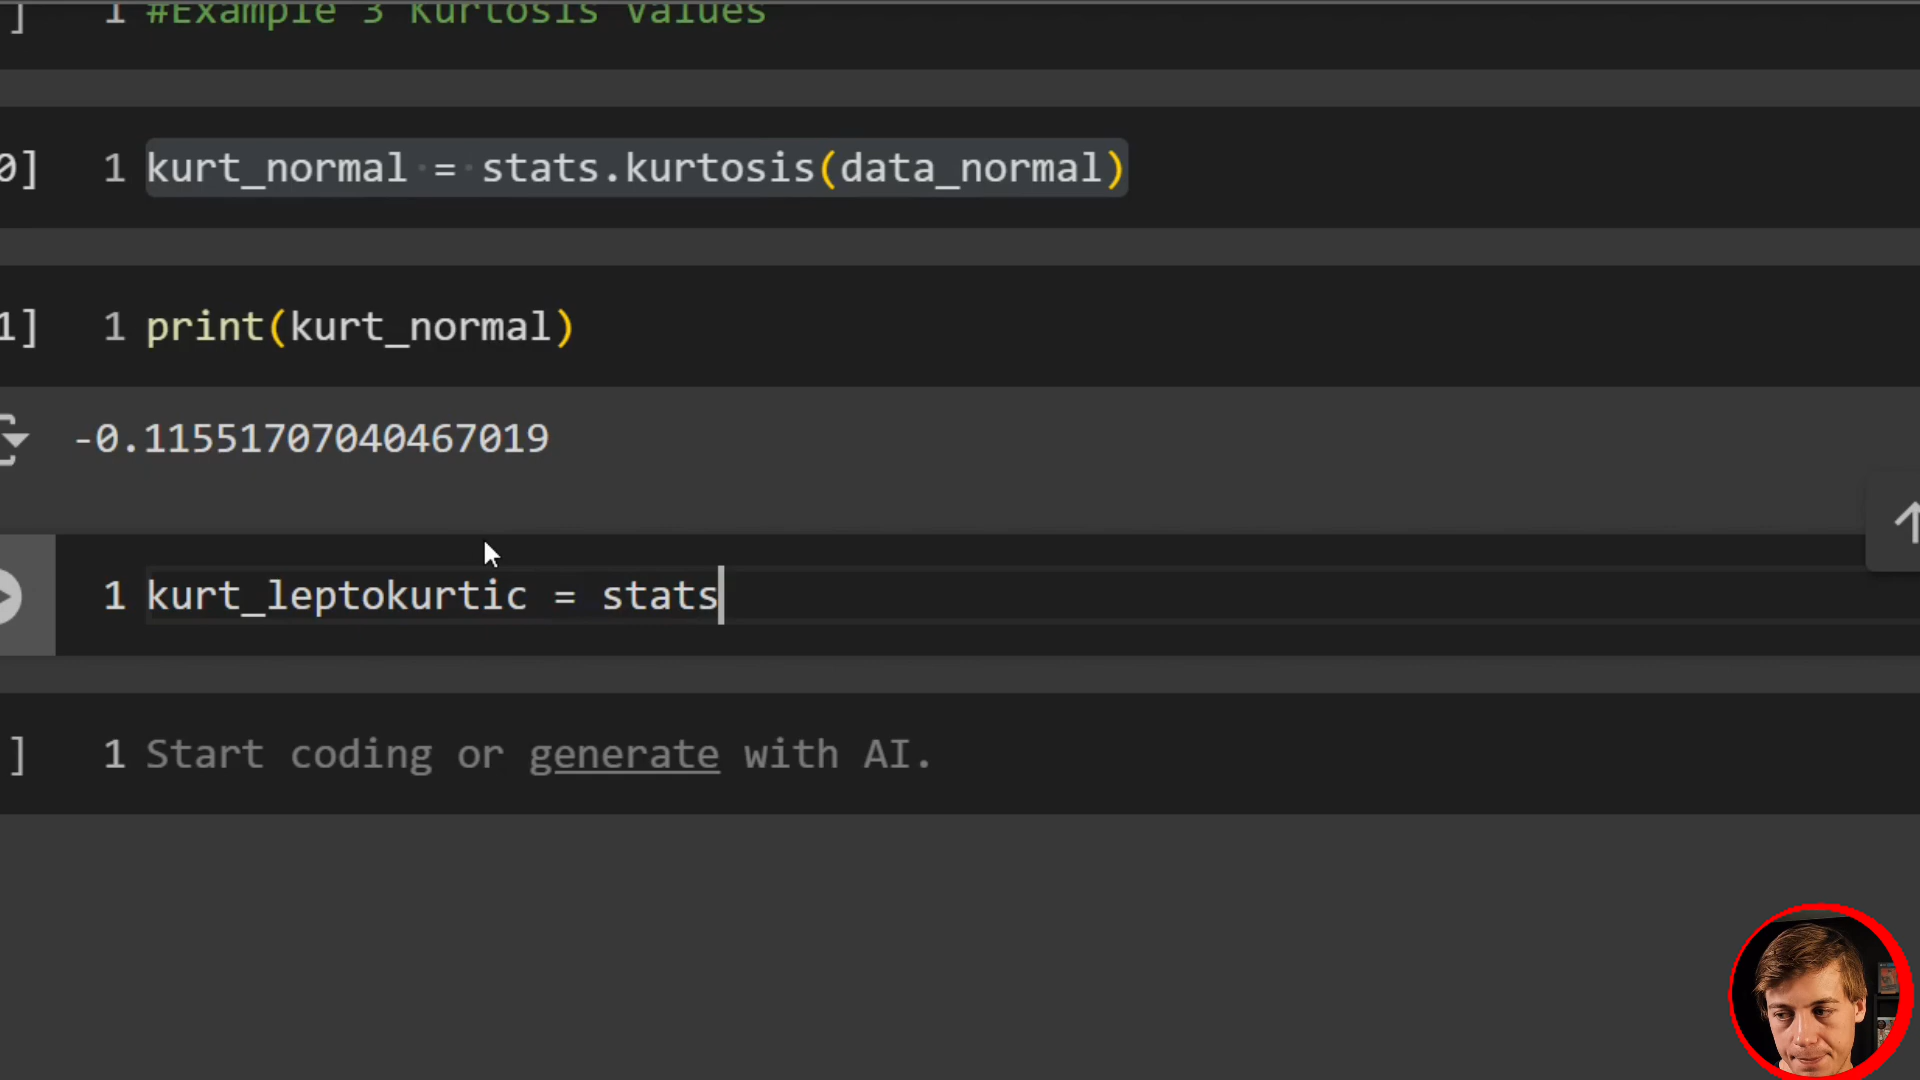 ] 1 #Example 3 Kurtosis Values
0] 1 kurt_normal = stats.kurtosis(data_normal)
1] 1 print(kurt_normal)
-0.11551707040467019
1 kurt_leptokurtic = stats
] 1 Start coding or generate with AI.